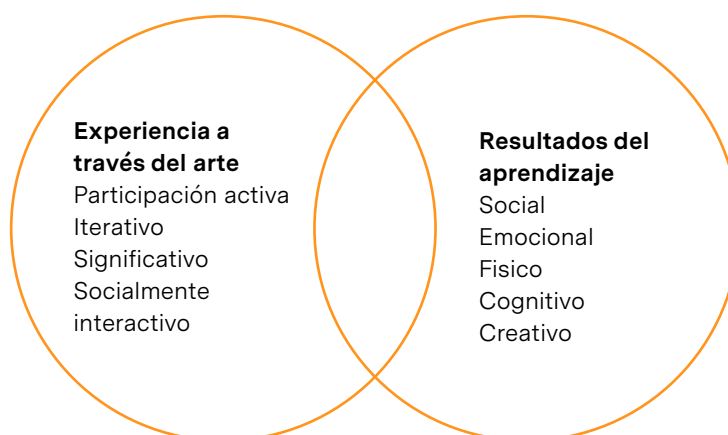 Experiencia a
través del arte
Participación activa
Iterativo
Significativo
Socialmente
interactivo
Resultados del
aprendizaje
Social
Emocional
Fisico
Cognitivo
Creativo